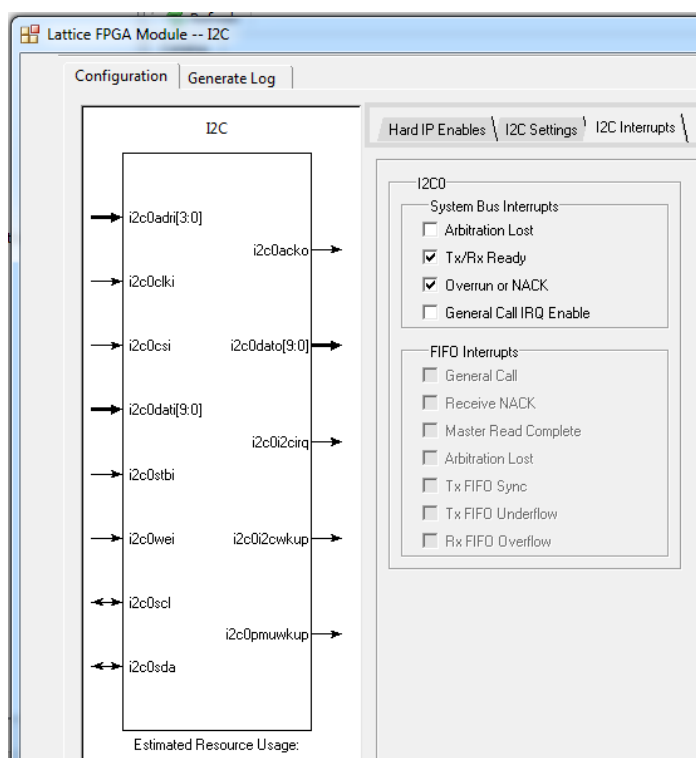 Lattice FPGA Module -- I2C
Configuration
Generate Log
I2C
i2c0adri[3:0]
i2c0acko
i2c0clki
i2c0csi
i2c0dato[9:0]
i2c0dati[9:0]
i2c0i2cirq
i2c0stbi
i2c0wei
i2c0i2cwkup
i2c0scl
i2c0pmuwkup
i2c0sda
Estimated Resource Usage:
Hard IP Enables
I2C Settings
I2C Interrupts
I2C0
System Bus Interrupts
Arbitration Lost
Tx/Rx Ready
Overrun or NACK
General Call IRQ Enable
FIFO Interrupts
General Call
Receive NACK
Master Read Complete
Arbitration Lost
Tx FIFO Sync
Tx FIFO Underflow
Rx FIFO Overflow